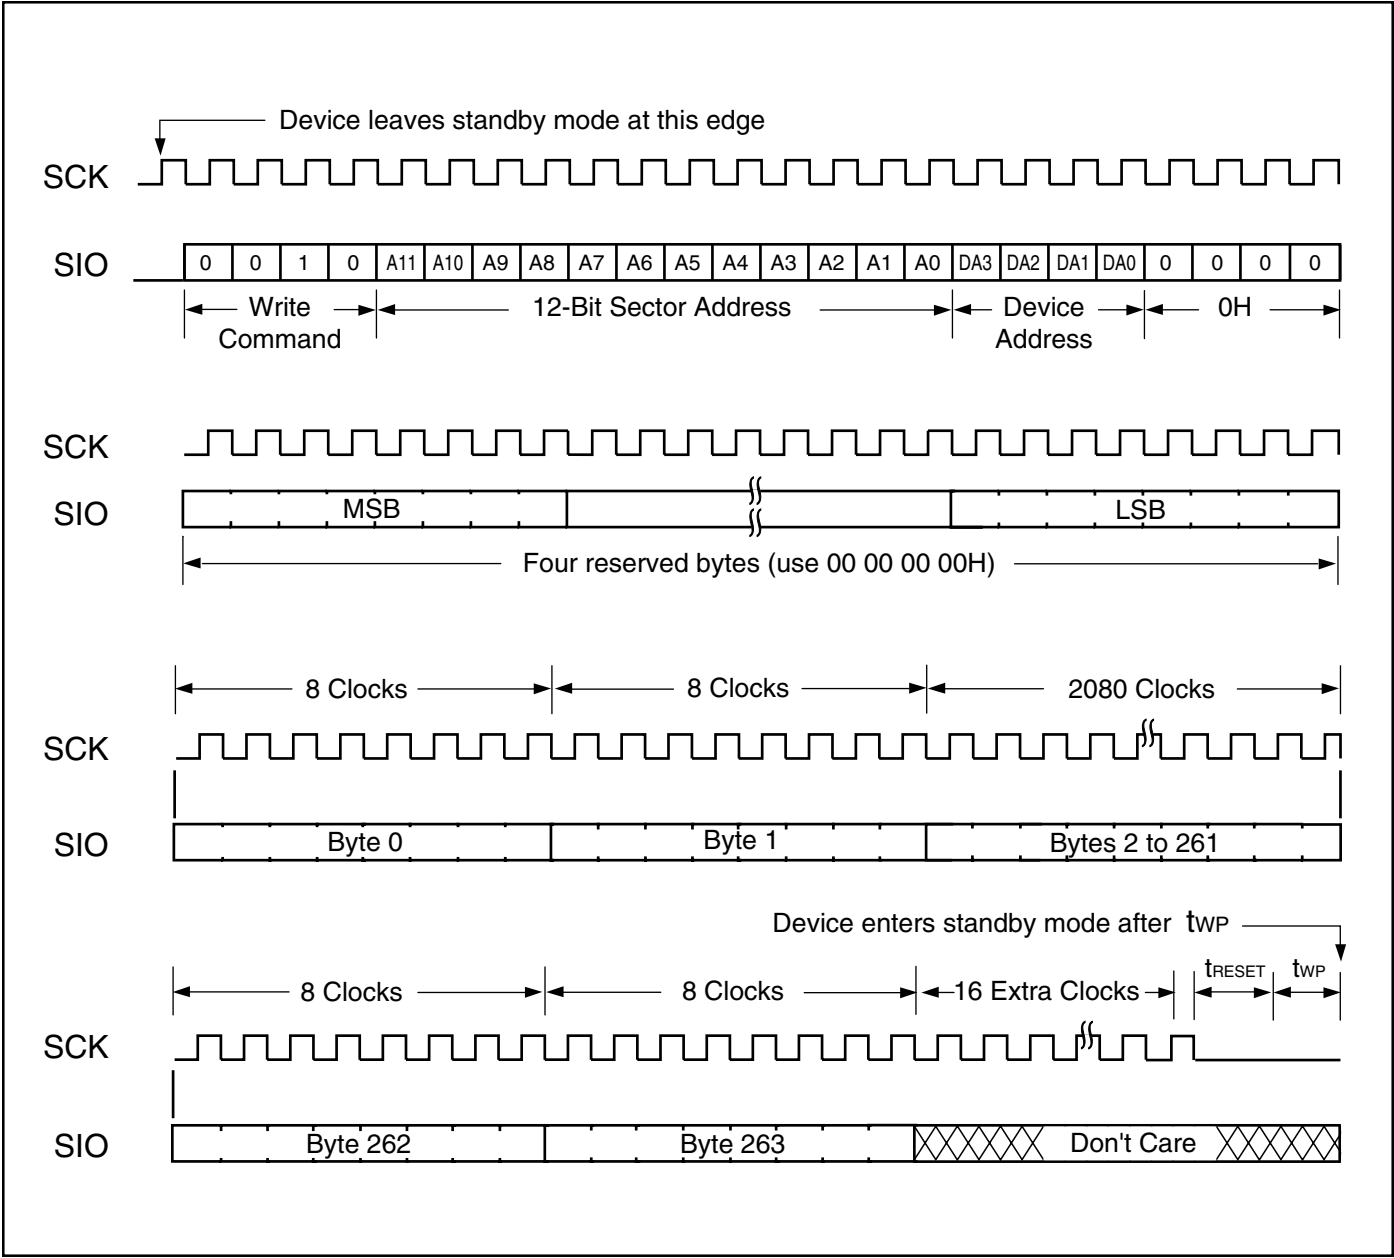 Device leaves standby mode at this edge
SCK
SIO 0 0 1 0 A11 A10 A9 A8 A7 A6 A5 A4 A3 A2 A1 A0 DA3 DA2 DA1 DA0 0 0 0 0
Write Command 12-Bit Sector Address Device Address 0H
SCK
SIO MSB LSB
Four reserved bytes (use 00 00 00 00H)
8 Clocks 8 Clocks 2080 Clocks
SCK
SIO Byte 0 Byte 1 Bytes 2 to 261
Device enters standby mode after tWP
8 Clocks 8 Clocks 16 Extra Clocks tRESET tWP
SCK
SIO Byte 262 Byte 263 Don't Care